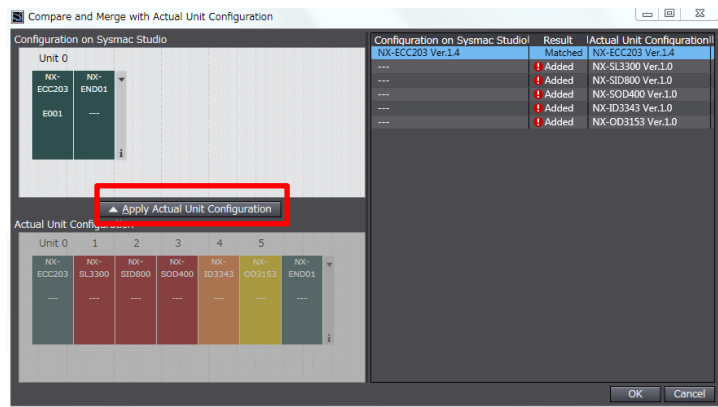 Compare and Merge with Actual Unit Configuration
Configuration on Sysmac Studio
Unit 0
NX- NX-
ECC203 END01
E001 ---
Apply Actual Unit Configuration
Actual Unit Configuration
Unit 0 1 2 3 4 5
NX- NX- NX- NX- NX- NX- NX-
ECC203 SL3300 SID800 SOD400 ID3343 OD3153 END01
--- --- --- --- --- --- ---
Configuration on Sysmac Studio Result Actual Unit Configuration
NX-ECC203 Ver.1.4 Matched NX-ECC203 Ver.1.4
--- Added NX-SL3300 Ver.1.0
--- Added NX-SID800 Ver.1.0
--- Added NX-SOD400 Ver.1.0
--- Added NX-ID3343 Ver.1.0
--- Added NX-OD3153 Ver.1.0
OK Cancel